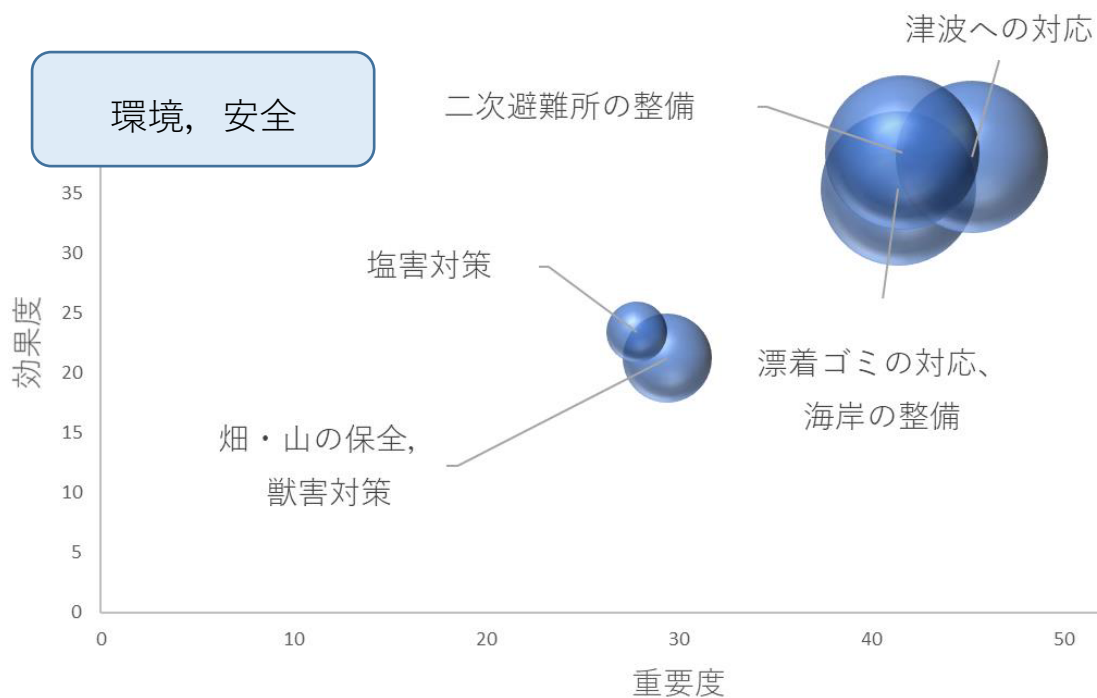 津波への対応
環境， 安全
二次避難所の整備
35
30
塩害対策
25
効果度
20
漂着ゴミの対応、
海岸の整備
15
畑・山の保全，
獣害対策
10
5
0
0 10 20 30 40 50
重要度